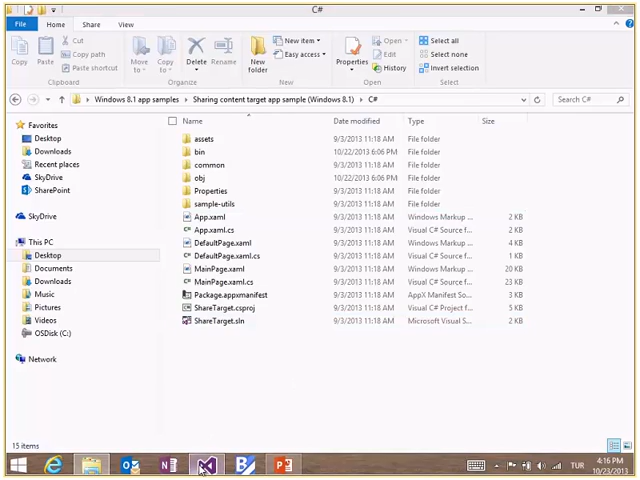 C#
File Home Share View
Copy
Paste
Cut
Copy path
Paste shortcut
Clipboard
Move to
Copy to
Delete
Rename
Organize
New folder
New item
Easy access
New
Properties
Open
Edit
History
Open
Select all
Select none
Invert selection
Select
Windows 8.1 app samples Sharing content target app sample (Windows 8.1) C#
Search C#
Favorites
Desktop
Downloads
Recent places
SkyDrive
SharePoint
SkyDrive
This PC
Desktop
Documents
Downloads
Music
Pictures
Videos
OSDisk (C:)
Network
Name Date modified Type Size
assets 9/3/2013 11:18 AM File folder
bin 10/22/2013 6:06 PM File folder
common 9/3/2013 11:18 AM File folder
obj 10/22/2013 6:06 PM File folder
Properties 9/3/2013 11:18 AM File folder
sample-utils 9/3/2013 11:18 AM File folder
App.xaml 9/3/2013 11:18 AM Windows Markup ... 2 KB
App.xaml.cs 9/3/2013 11:18 AM Visual C# Source f... 2 KB
DefaultPage.xaml 9/3/2013 11:18 AM Windows Markup ... 4 KB
DefaultPage.xaml.cs 9/3/2013 11:18 AM Visual C# Source f... 1 KB
MainPage.xaml 9/3/2013 11:18 AM Windows Markup ... 20 KB
MainPage.xaml.cs 9/3/2013 11:18 AM Visual C# Source f... 23 KB
Package.appxmanifest 9/3/2013 11:18 AM AppX Manifest So... 3 KB
ShareTarget.csproj 9/3/2013 11:18 AM Visual C# Project f... 5 KB
ShareTarget.sln 9/3/2013 11:18 AM Microsoft Visual S... 2 KB
15 items
TUR
4:16 PM
10/23/2013